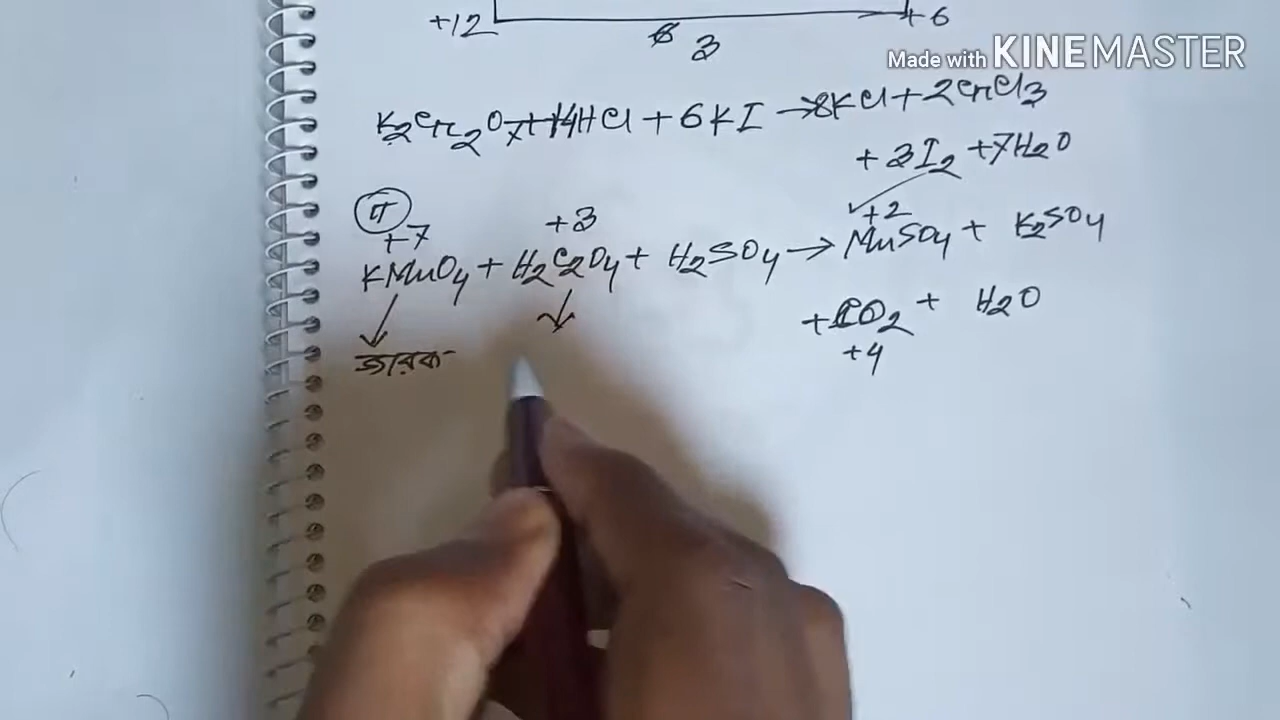 +12 6 3 +6
Made with KINEMASTER
K2Cr2O7+14HCl + 6KI → 8KCl + 2CrCl3
+ 3I2 + 7H2O
+7 +3 +2
KMnO4 + H2C2O4 + H2SO4 → MnSO4 + K2SO4
+ CO2 + H2O
+4
জারক